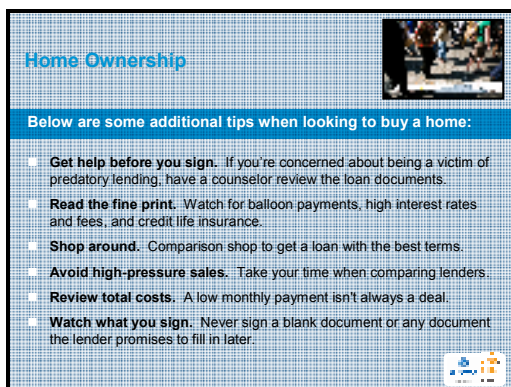 Home Ownership
Below are some additional tips when looking to buy a home:
Get help before you sign. If you're concerned about being a victim of
predatory lending, have a counselor review the loan documents.
Read the fine print. Watch for balloon payments, high interest rates
and fees, and credit life insurance.
Shop around. Comparison shop to get a loan with the best terms.
Avoid high-pressure sales. Take your time when comparing lenders.
Review total costs. A low monthly payment isn't always a deal.
Watch what you sign. Never sign a blank document or any document
the lender promises to fill in later.